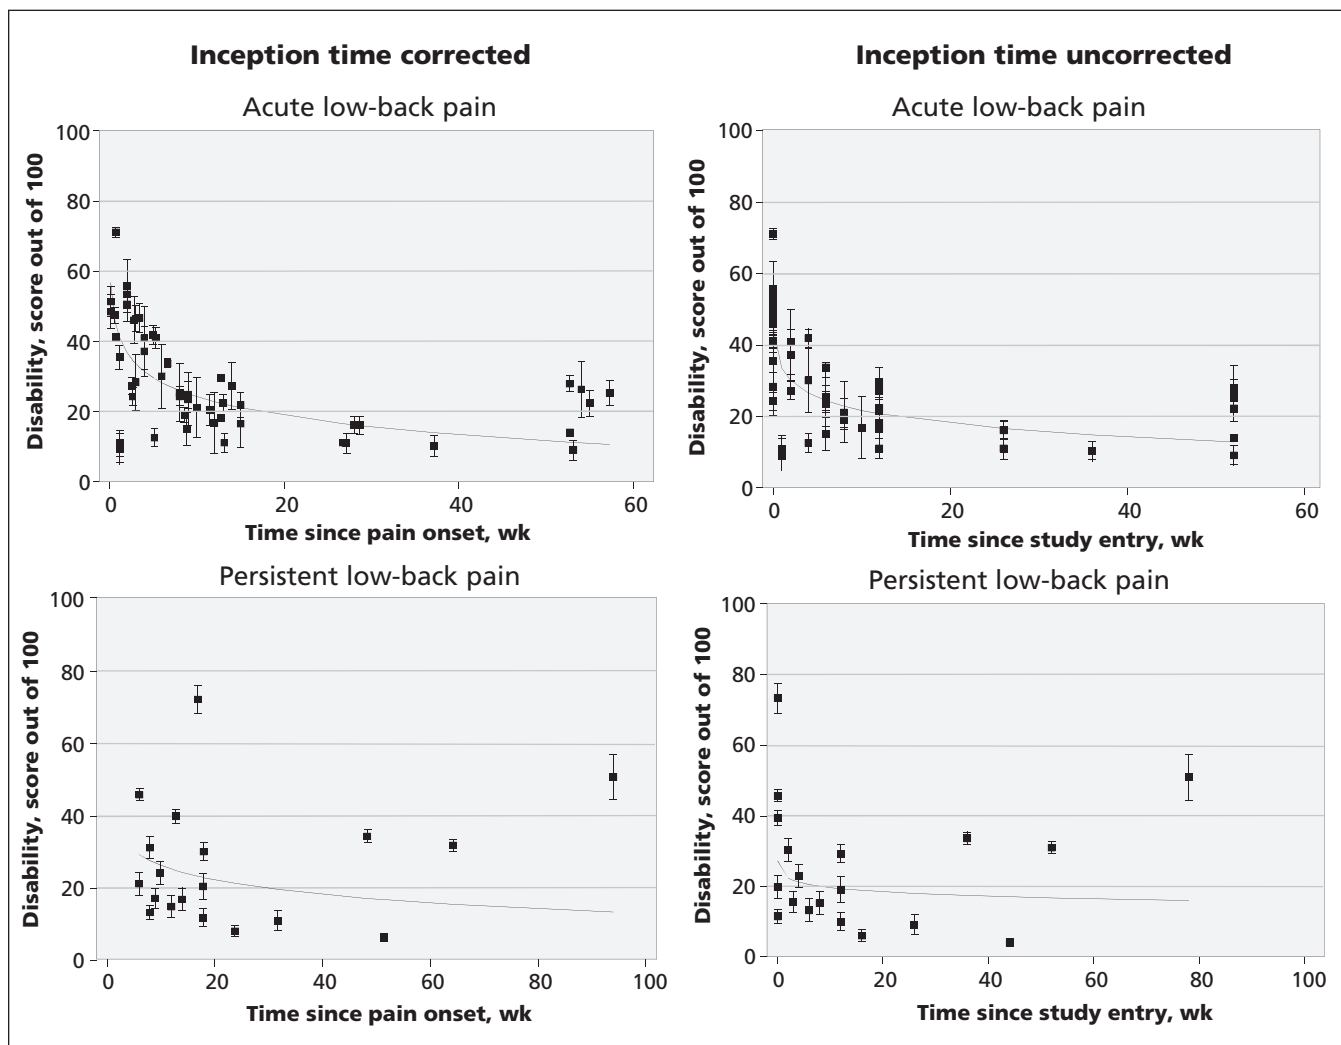 Inception time corrected
Inception time uncorrected
Acute low-back pain
Disability, score out of 100
100
80
60
40
20
0
0 20 40 60
Time since pain onset, wk
Acute low-back pain
Disability, score out of 100
100
80
60
40
20
0
0 20 40 60
Time since study entry, wk
Persistent low-back pain
Disability, score out of 100
100
80
60
40
20
0
0 20 40 60 80 100
Time since pain onset, wk
Persistent low-back pain
Disability, score out of 100
100
80
60
40
20
0
0 20 40 60 80 100
Time since study entry, wk